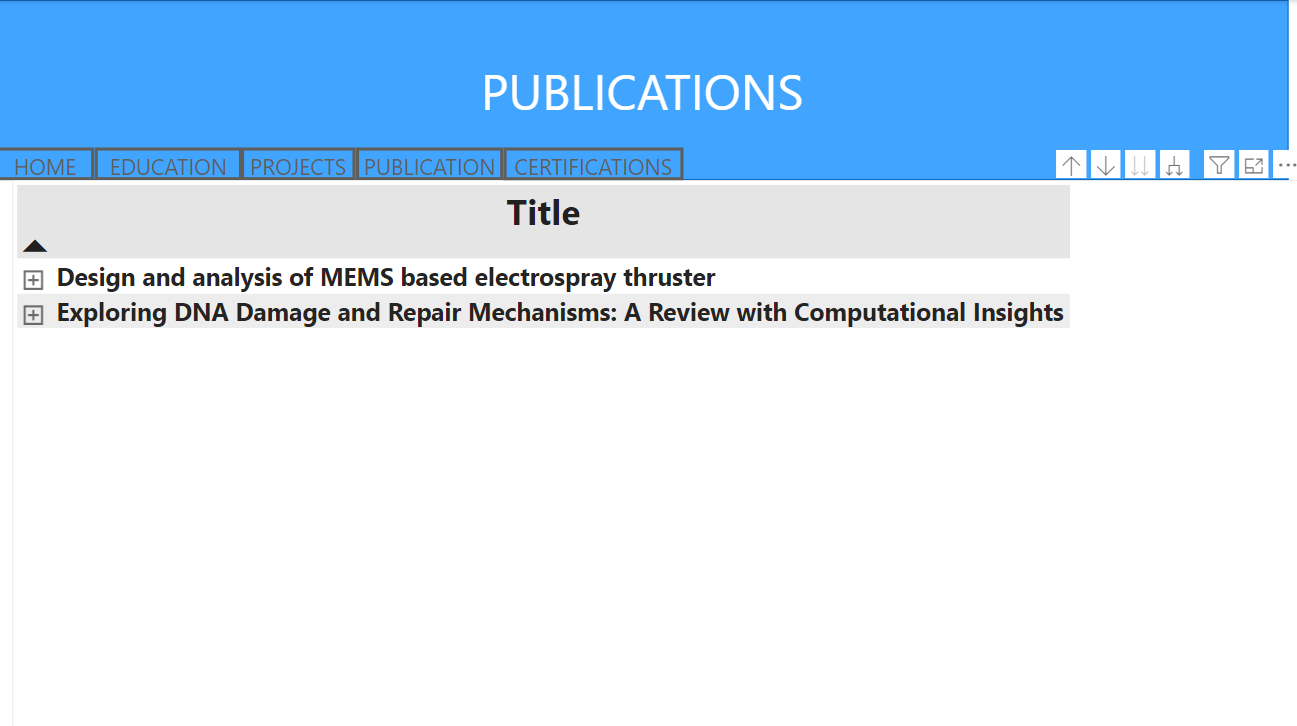 PUBLICATIONS
HOME EDUCATION PROJECTS PUBLICATION CERTIFICATIONS
Title
Design and analysis of MEMS based electrospray thruster
Exploring DNA Damage and Repair Mechanisms: A Review with Computational Insights